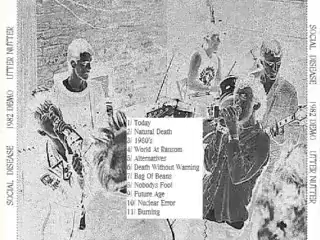 SOCIAL DISEASE 1982 DEMO UTTER NUTTER
1/ Today
2/ Natural Death
3/ 1960's
4/ World At Ransom
5/ Alternatives
6/ Death Without Warning
7/ Bag Of Beans
8/ Nobodys Fool
9/ Future Age
10/ Nuclear Error
11/ Burning
SOCIAL DISEASE 1982 DEMO UTTER NUTTER